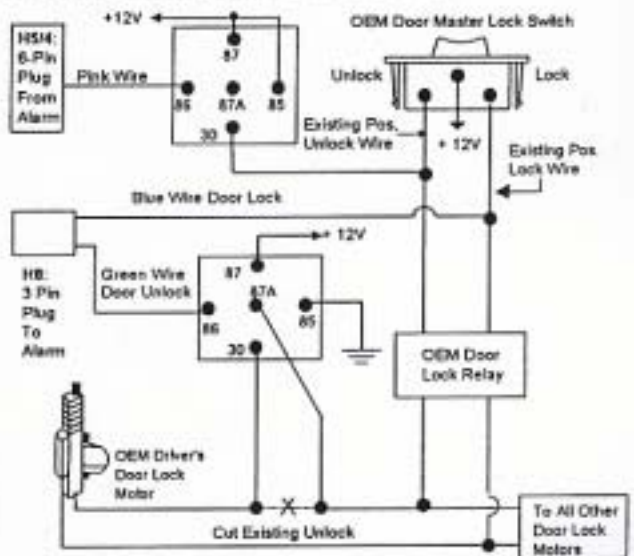 +12V
OEM Door Master Lock Switch
HS/4:
6-Pin
Plug
From
Alarm
Pink Wire
87
86
87A
85
30
Unlock
Lock
+ 12V
Existing Pos.
Unlock Wire
Existing Pos.
Lock Wire
Blue Wire Door Lock
+ 12V
H8:
3 Pin
Plug
To
Alarm
Green Wire
Door Unlock
87
87A
86
85
30
OEM Door
Lock Relay
OEM Driver's
Door Lock
Motor
X
Cut Existing Unlock
To All Other
Door Lock
Motors